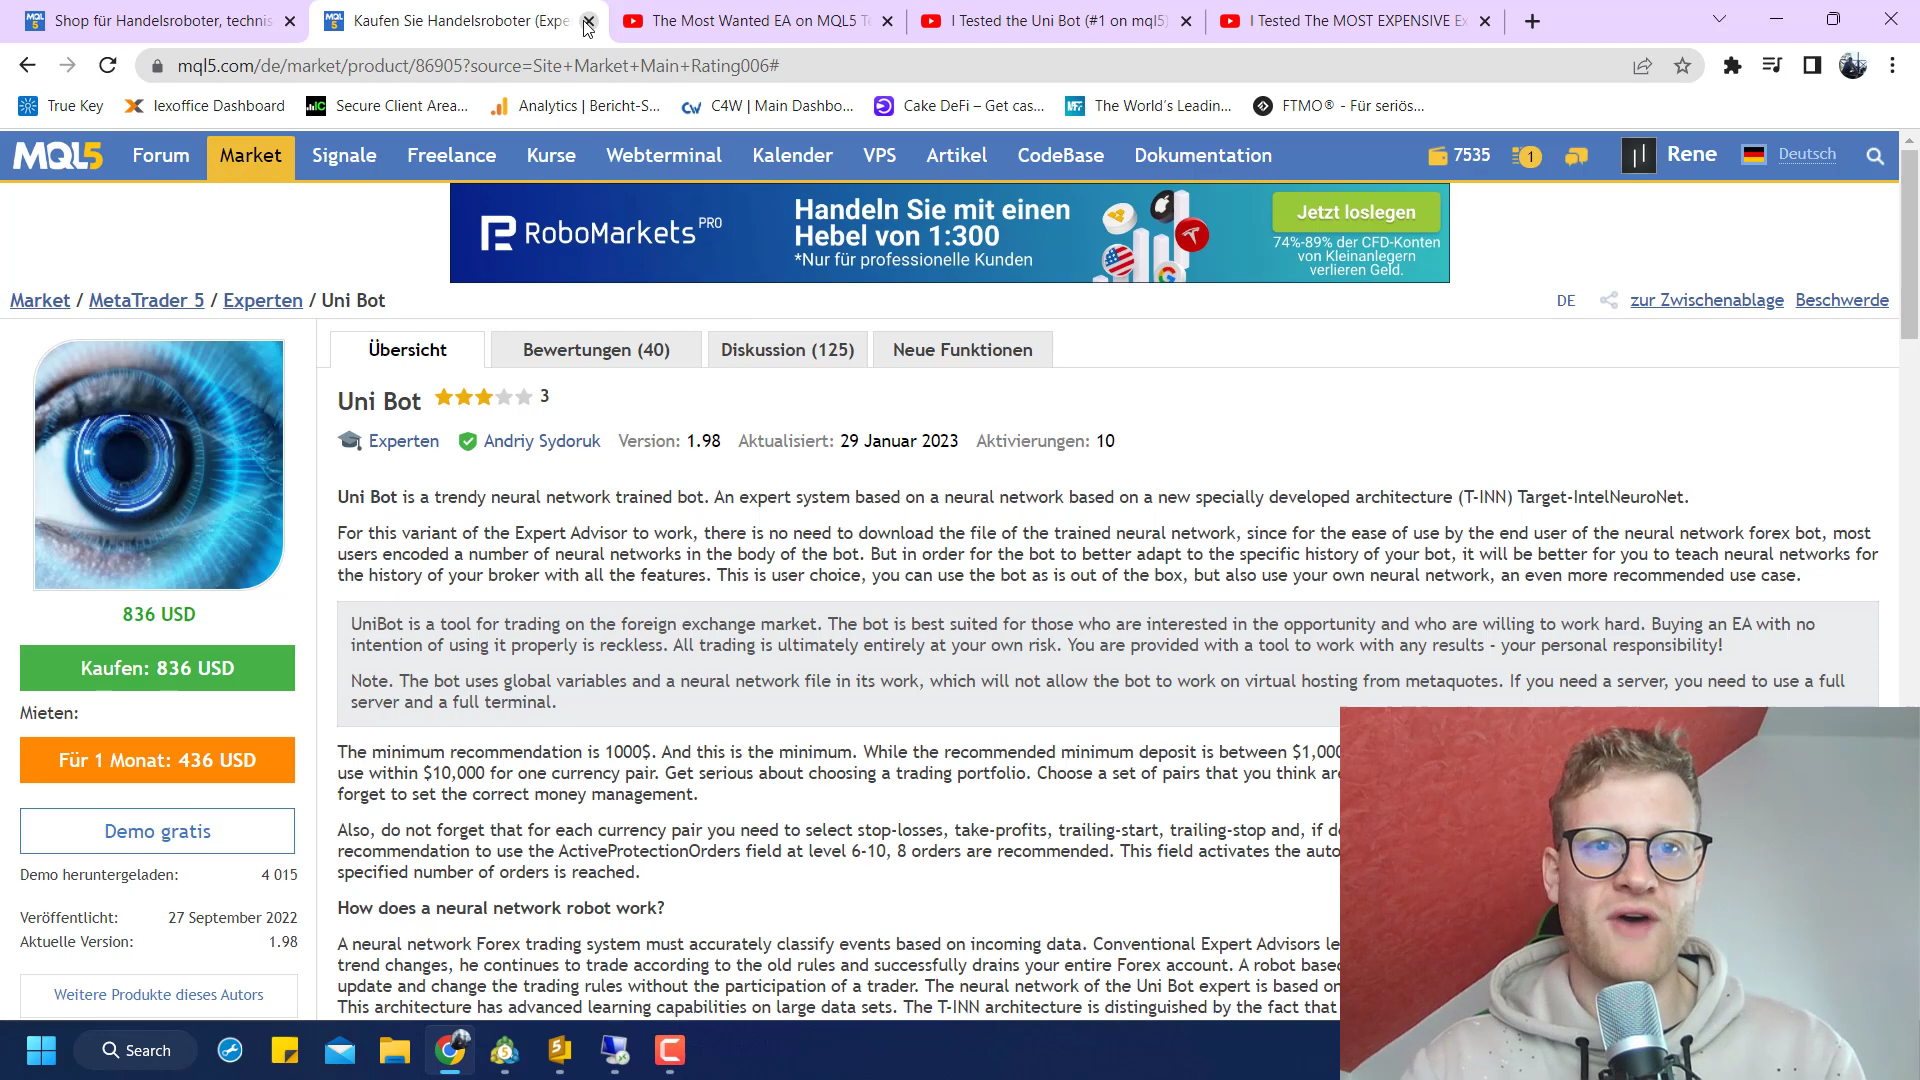 Shop für Handelsroboter, technis
Kaufen Sie Handelsroboter (Expe
The Most Wanted EA on MQL5 Te
I Tested the Uni Bot (#1 on mql5)
I Tested The MOST EXPENSIVE Ex
mql5.com/de/market/product/86905?source=Site+Market+Main+Rating006#
True Key
lexoffice Dashboard
Secure Client Area...
Analytics | Bericht-S...
C4W | Main Dashbo...
Cake DeFi – Get cas...
The World's Leadin...
FTMO® - Für seriös...
MQL5 Forum Market Signale Freelance Kurse Webterminal Kalender VPS Artikel CodeBase Dokumentation 7535 1 Rene Deutsch
RoboMarkets PRO
Handeln Sie mit einen
Hebel von 1:300
*Nur für professionelle Kunden
Jetzt loslegen
74%-89% der CFD-Konten
von Kleinanlegern
verlieren Geld.
Market / MetaTrader 5 / Experten / Uni Bot
DE zur Zwischenablage Beschwerde
Übersicht Bewertungen (40) Diskussion (125) Neue Funktionen
Uni Bot 3
Experten Andriy Sydoruk Version: 1.98 Aktualisiert: 29 Januar 2023 Aktivierungen: 10
Uni Bot is a trendy neural network trained bot. An expert system based on a neural network based on a new specially developed architecture (T-INN) Target-IntelNeuroNet.
For this variant of the Expert Advisor to work, there is no need to download the file of the trained neural network, since for the ease of use by the end user of the neural network forex bot, most
users encoded a number of neural networks in the body of the bot. But in order for the bot to better adapt to the specific history of your bot, it will be better for you to teach neural networks for
the history of your broker with all the features. This is user choice, you can use the bot as is out of the box, but also use your own neural network, an even more recommended use case.
UniBot is a tool for trading on the foreign exchange market. The bot is best suited for those who are interested in the opportunity and who are willing to work hard. Buying an EA with no
intention of using it properly is reckless. All trading is ultimately entirely at your own risk. You are provided with a tool to work with any results - your personal responsibility!
Note. The bot uses global variables and a neural network file in its work, which will not allow the bot to work on virtual hosting from metaquotes. If you need a server, you need to use a full
server and a full terminal.
The minimum recommendation is 1000$. And this is the minimum. While the recommended minimum deposit is between $1,000
use within $10,000 for one currency pair. Get serious about choosing a trading portfolio. Choose a set of pairs that you think are
forget to set the correct money management.
Also, do not forget that for each currency pair you need to select stop-losses, take-profits, trailing-start, trailing-stop and, if de
recommendation to use the ActiveProtectionOrders field at level 6-10, 8 orders are recommended. This field activates the auto
specified number of orders is reached.
How does a neural network robot work?
A neural network Forex trading system must accurately classify events based on incoming data. Conventional Expert Advisors le
trend changes, he continues to trade according to the old rules and successfully drains your entire Forex account. A robot base
update and change the trading rules without the participation of a trader. The neural network of the Uni Bot expert is based on
This architecture has advanced learning capabilities on large data sets. The T-INN architecture is distinguished by the fact that
836 USD
Kaufen: 836 USD
Mieten:
Für 1 Monat: 436 USD
Demo gratis
Demo heruntergeladen: 4 015
Veröffentlicht: 27 September 2022
Aktuelle Version: 1.98
Weitere Produkte dieses Autors
Search